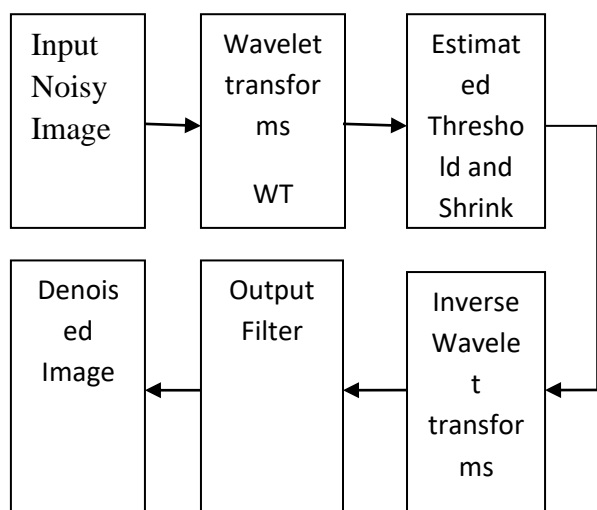 Input
Noisy
Image
Wavelet
transfor
ms
WT
Estimat
ed
Thresho
ld and
Shrink
Inverse
Wavele
t
transfor
ms
Output
Filter
Denois
ed
Image